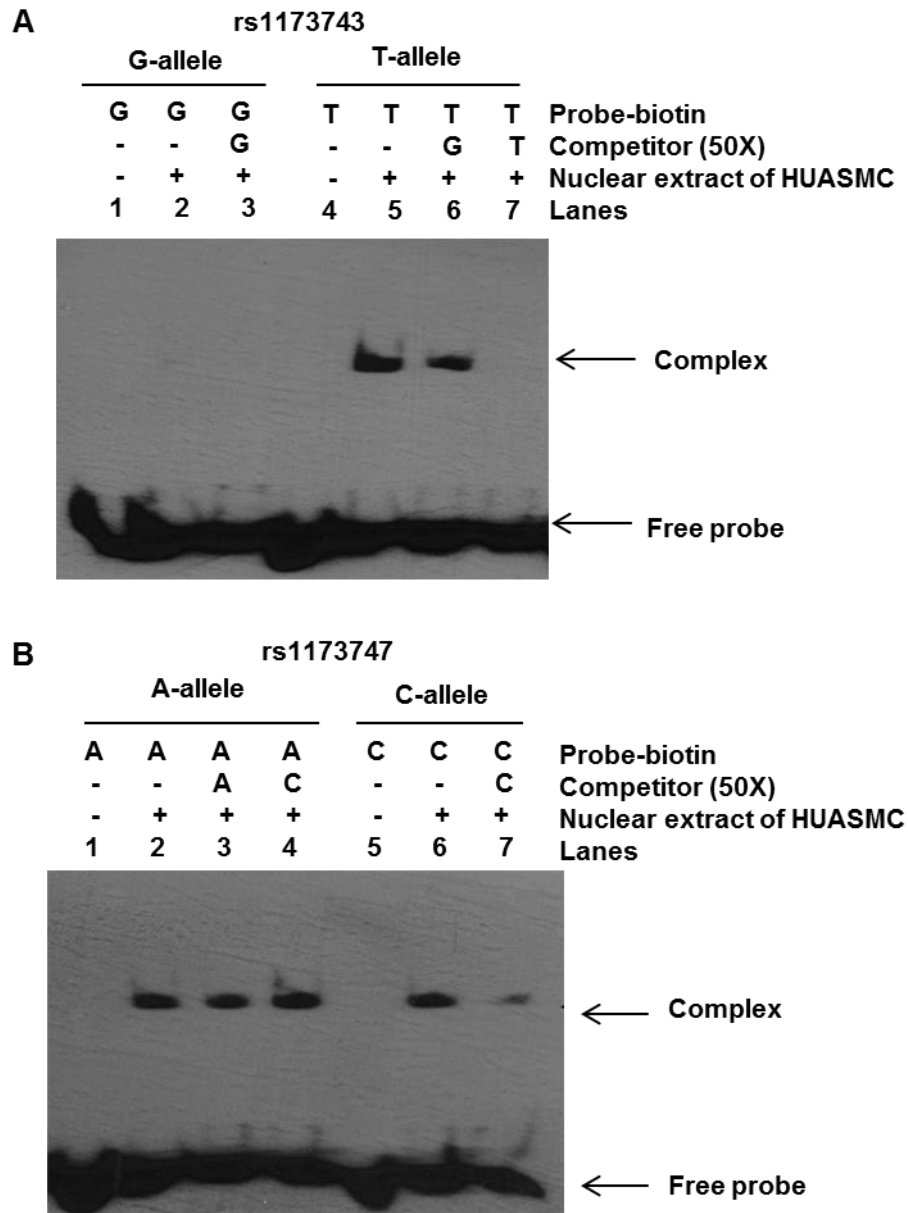 A
rs1173743
G-allele T-allele
G G G T T T T Probe-biotin
- - G - - G T Competitor (50X)
- + + - + + + Nuclear extract of HUASMC
1 2 3 4 5 6 7 Lanes
Complex
Free probe
B
rs1173747
A-allele C-allele
A A A A C C C Probe-biotin
- - A C - - C Competitor (50X)
- + + + - + + Nuclear extract of HUASMC
1 2 3 4 5 6 7 Lanes
Complex
Free probe